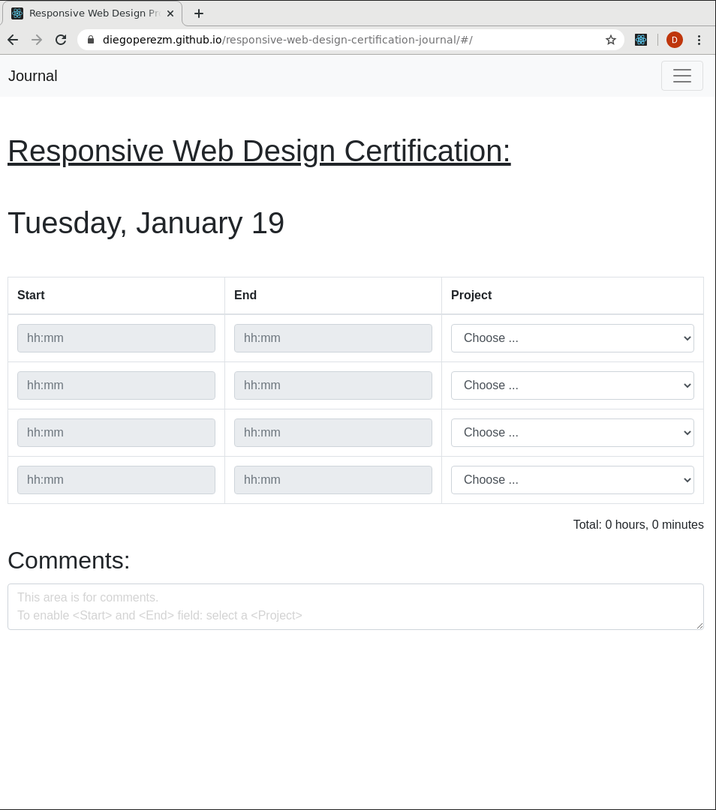 Responsive Web Design Pr
diegoperezm.github.io/responsive-web-design-certification-journal/#/
D
Journal
Responsive Web Design Certification:
Tuesday, January 19
Start End Project
hh:mm hh:mm Choose ...
hh:mm hh:mm Choose ...
hh:mm hh:mm Choose ...
hh:mm hh:mm Choose ...
Total: 0 hours, 0 minutes
Comments:
This area is for comments.
To enable <Start> and <End> field: select a <Project>